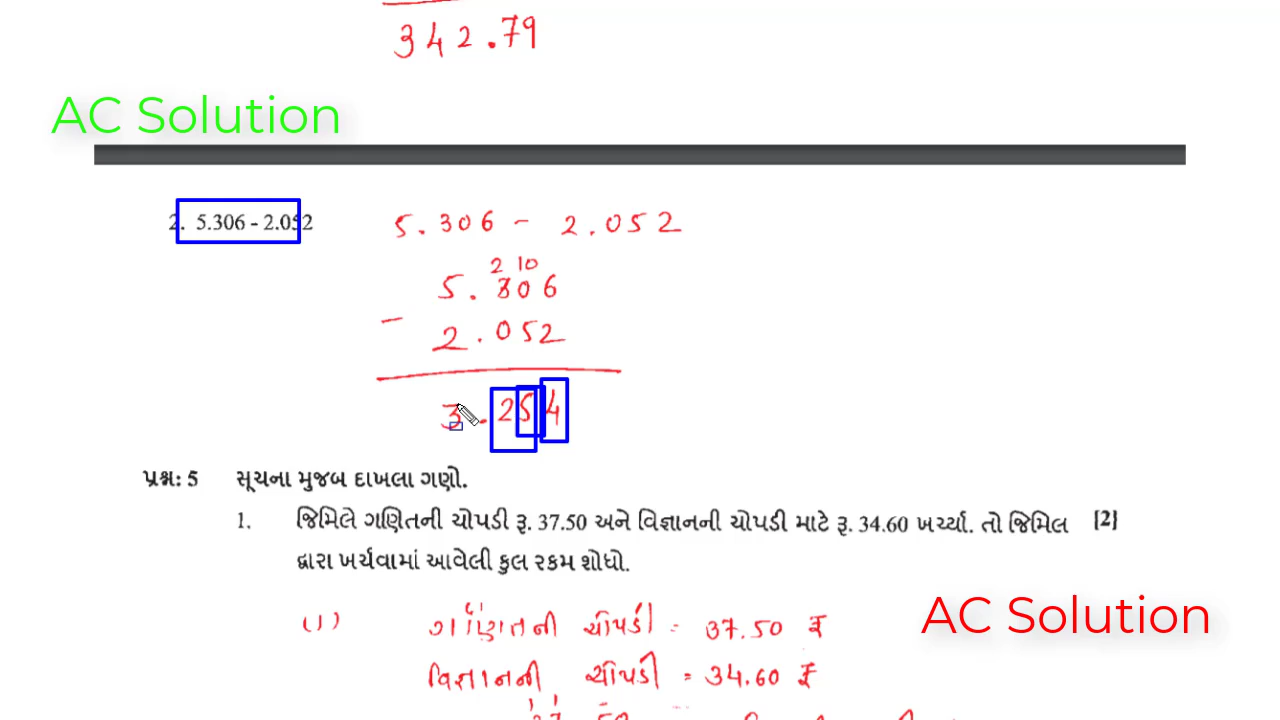 342.79
AC Solution
2. 5.306 - 2.052 5.306 - 2.052
2 10
5.306
- 2.052
3.254
પ્રશ્ન: 5 સૂચના મુજબ દાખલા ગણો.
1. જિમિલે ગણિતની ચોપડી રૂ. 37.50 અને વિજ્ઞાનની ચોપડી માટે રૂ. 34.60 ખર્ચ્યા. તો જિમિલ [2]
દ્વારા ખર્ચવામાં આવેલી કુલ રકમ શોધો.
AC Solution
(1) ગણિતની ચોપડી = 37.50 ₹
વિજ્ઞાનની ચોપડી = 34.60 ₹